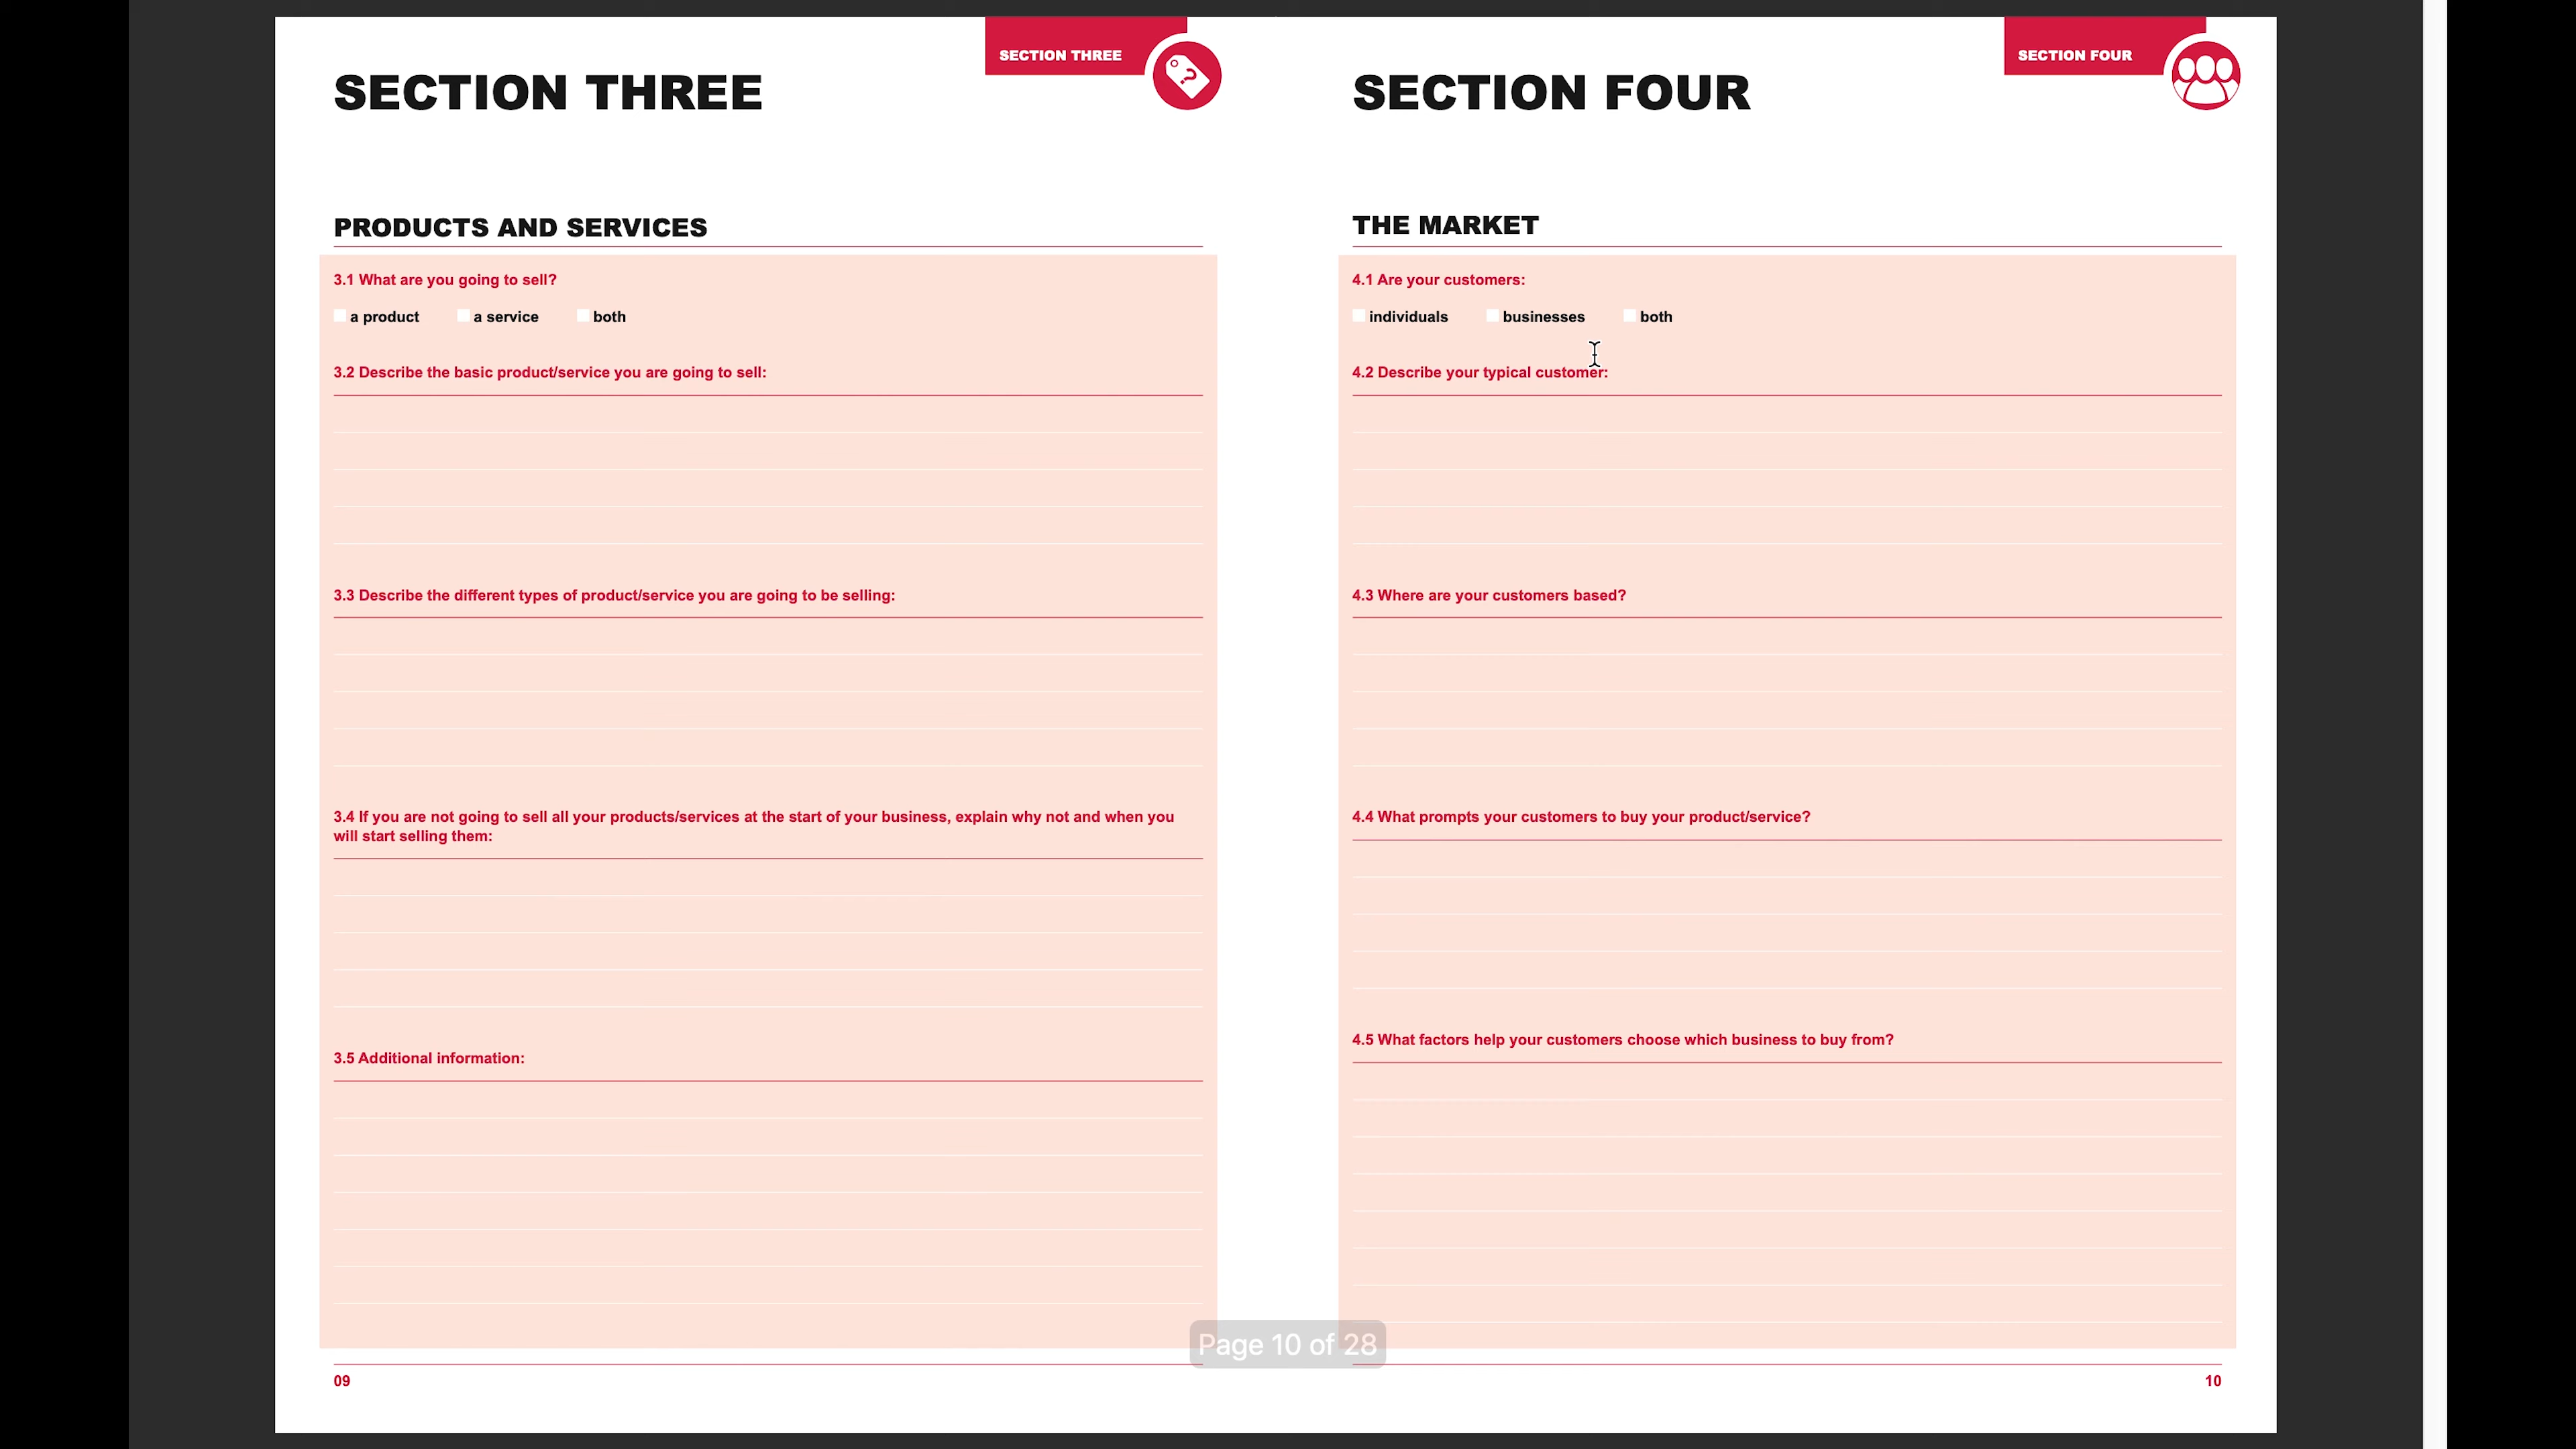 SECTION THREE
SECTION THREE
PRODUCTS AND SERVICES
3.1 What are you going to sell?
a product a service both
3.2 Describe the basic product/service you are going to sell:
3.3 Describe the different types of product/service you are going to be selling:
3.4 If you are not going to sell all your products/services at the start of your business, explain why not and when you
will start selling them:
3.5 Additional information:
09
SECTION FOUR
SECTION FOUR
THE MARKET
4.1 Are your customers:
individuals businesses both
4.2 Describe your typical customer:
4.3 Where are your customers based?
4.4 What prompts your customers to buy your product/service?
4.5 What factors help your customers choose which business to buy from?
10
Page 10 of 28